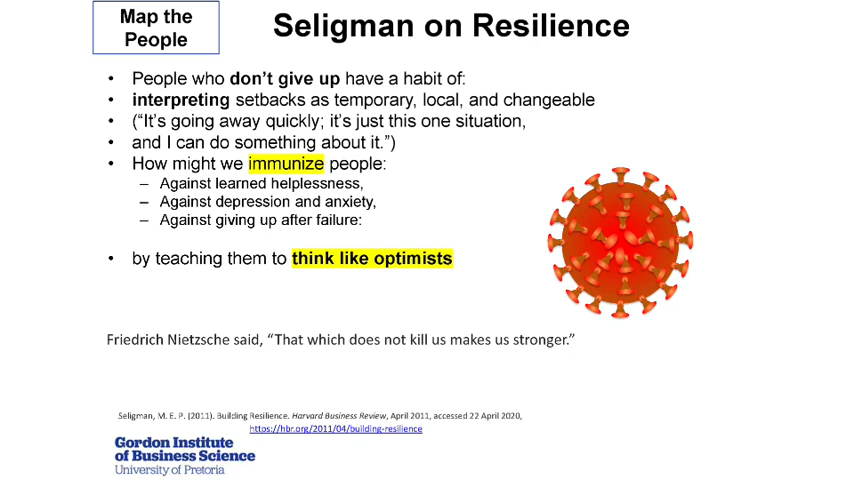 Map the
People
Seligman on Resilience
• People who don't give up have a habit of:
• interpreting setbacks as temporary, local, and changeable
• (“It's going away quickly; it's just this one situation,
• and I can do something about it.”)
• How might we immunize people:
– Against learned helplessness,
– Against depression and anxiety,
– Against giving up after failure:
• by teaching them to think like optimists
Friedrich Nietzsche said, “That which does not kill us makes us stronger.”
Seligman, M. E. P. (2011). Building Resilience. Harvard Business Review, April 2011, accessed 22 April 2020,
https://hbr.org/2011/04/building-resilience
Gordon Institute
of Business Science
University of Pretoria